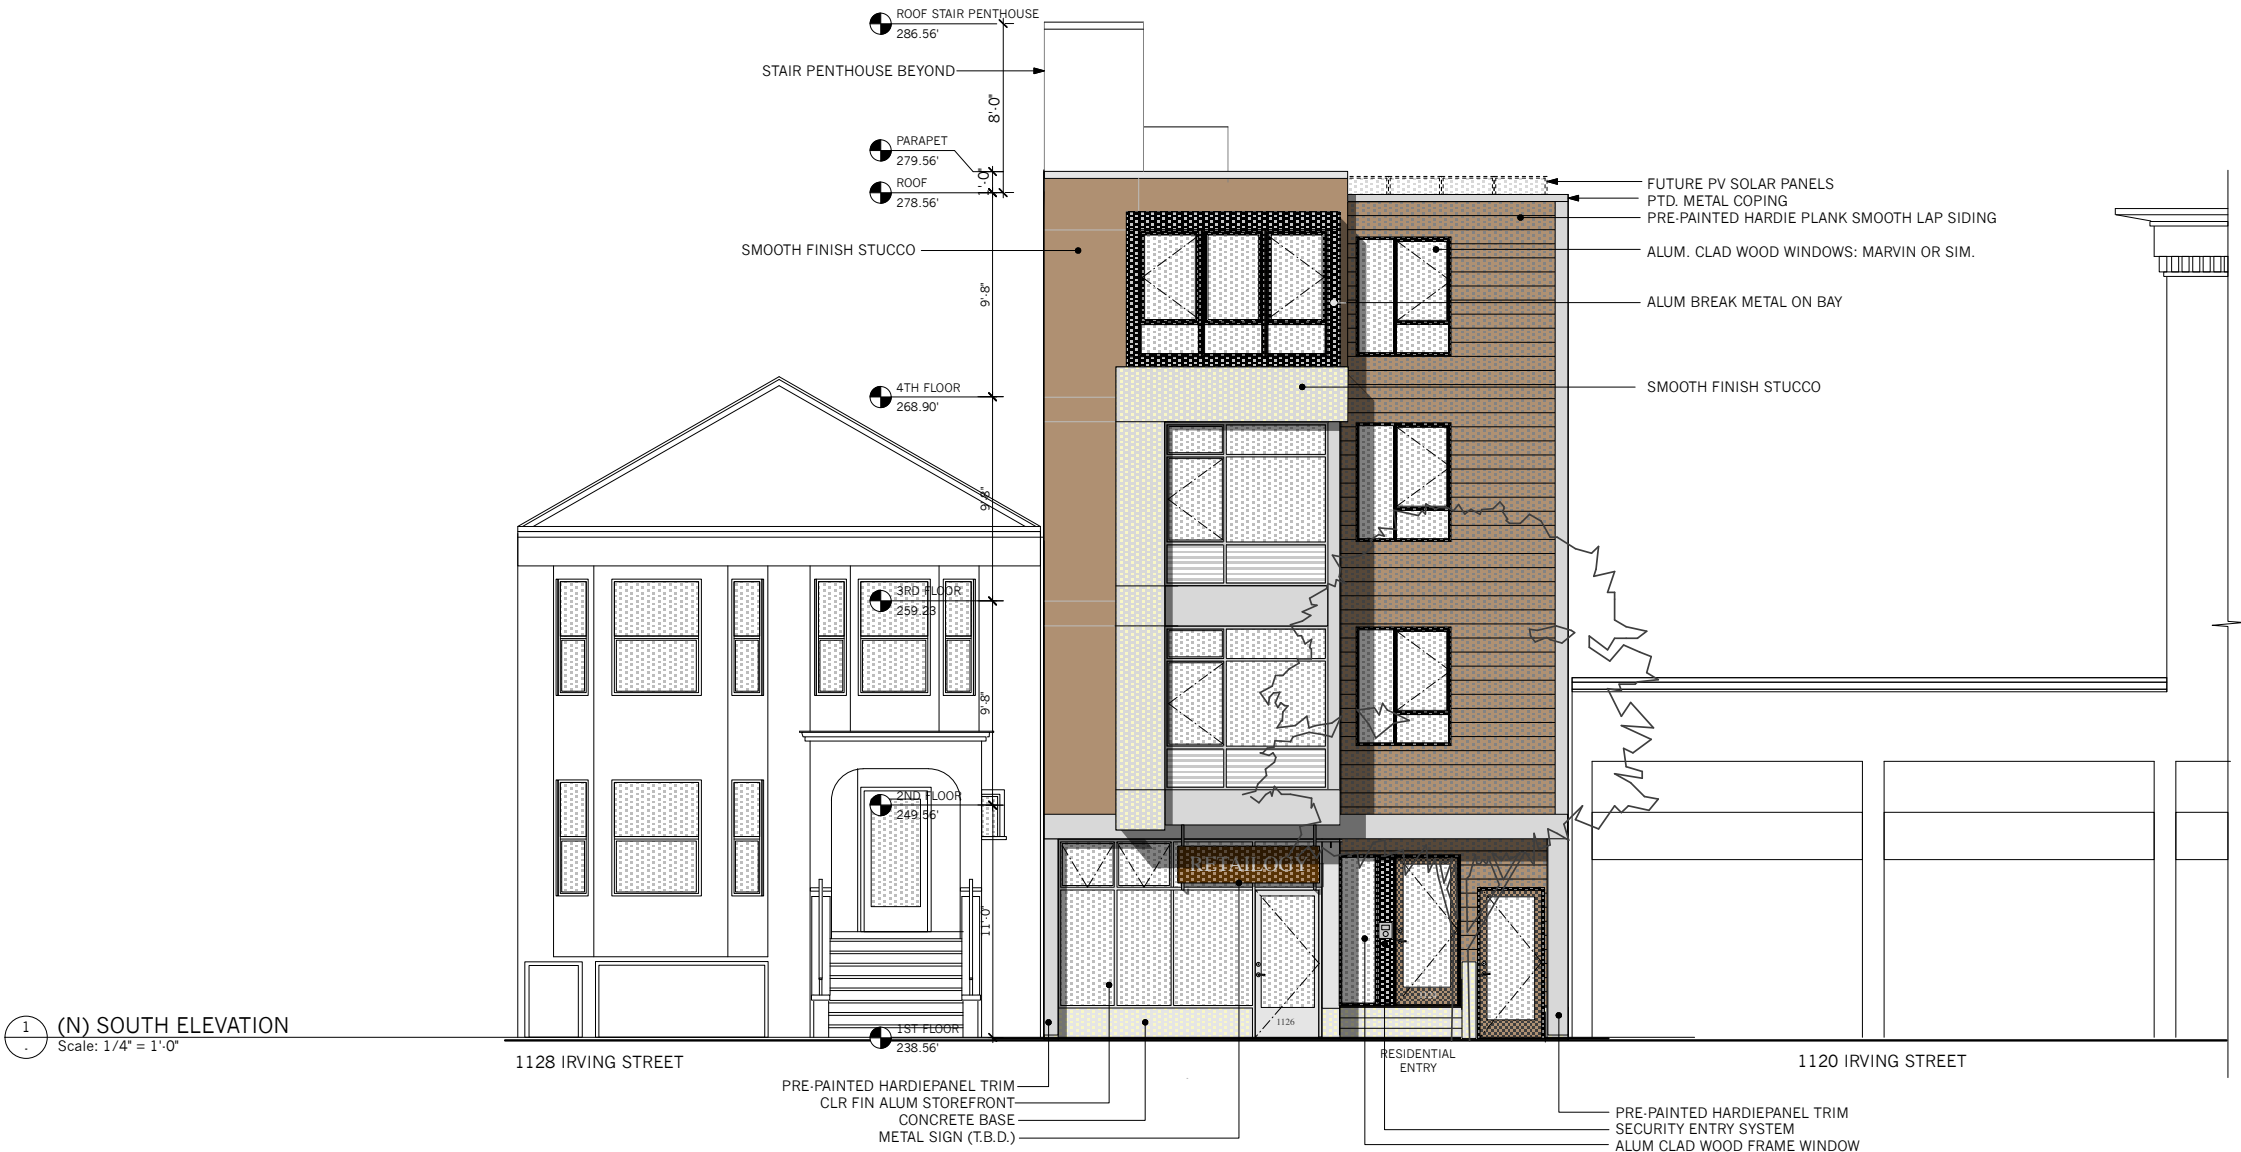 ROOF STAIR PENTHOUSE
286.56'
STAIR PENTHOUSE BEYOND
8'-0"
PARAPET
279.56'
1'-0"
ROOF
278.56'
FUTURE PV SOLAR PANELS
PTD. METAL COPING
PRE-PAINTED HARDIE PLANK SMOOTH LAP SIDING
SMOOTH FINISH STUCCO
ALUM. CLAD WOOD WINDOWS: MARVIN OR SIM.
9'-8"
ALUM BREAK METAL ON BAY
4TH FLOOR
268.90'
SMOOTH FINISH STUCCO
9'-8"
3RD FLOOR
259.23
9'-8"
2ND FLOOR
249.56'
RETAILOGY
11'-0"
1126
1
-
(N) SOUTH ELEVATION
Scale: 1/4" = 1'-0"
1ST FLOOR
238.56'
1128 IRVING STREET
RESIDENTIAL
ENTRY
1120 IRVING STREET
PRE-PAINTED HARDIEPANEL TRIM
CLR FIN ALUM STOREFRONT
CONCRETE BASE
METAL SIGN (T.B.D.)
PRE-PAINTED HARDIEPANEL TRIM
SECURITY ENTRY SYSTEM
ALUM CLAD WOOD FRAME WINDOW